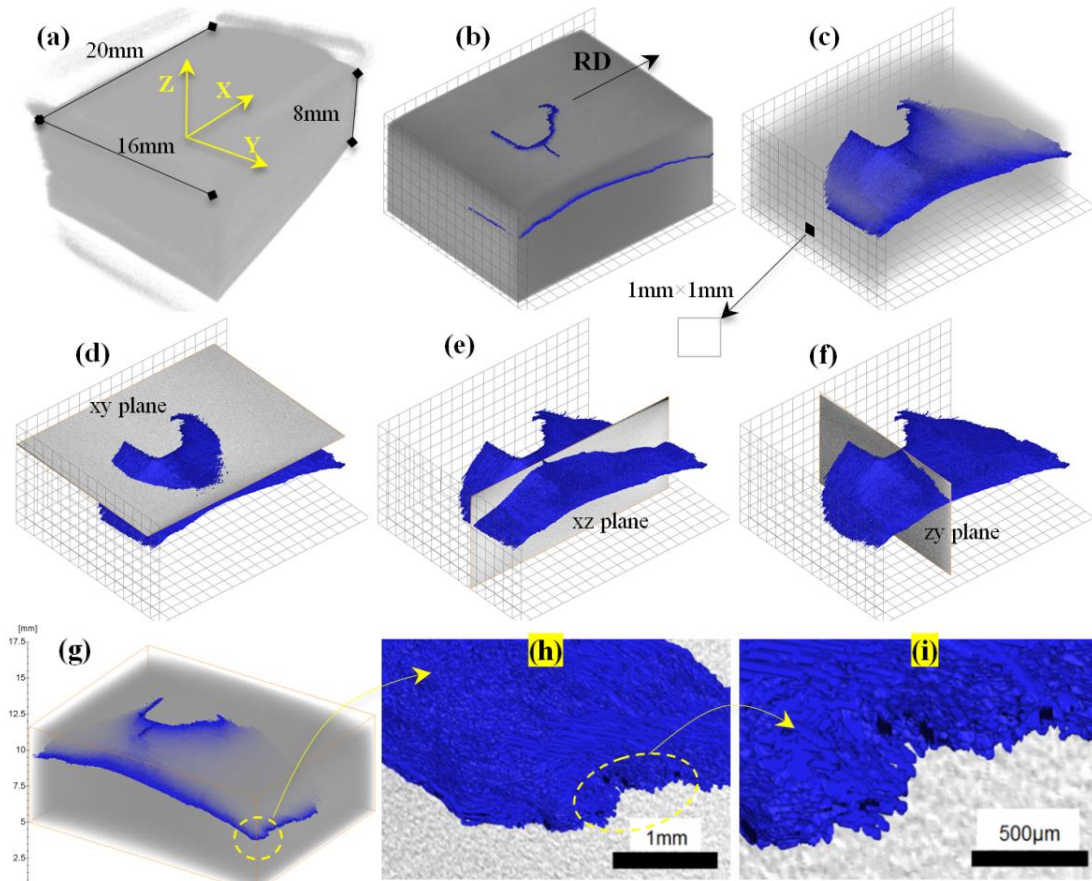 (a)
20mm
Z
X
Y
16mm
8mm
(b)
RD
(c)
1mm×1mm
(d)
xy plane
(e)
xz plane
(f)
zy plane
[mm]
17.5
15
12.5
10
7.5
5
2.5
(g)
(h)
1mm
(i)
500μm